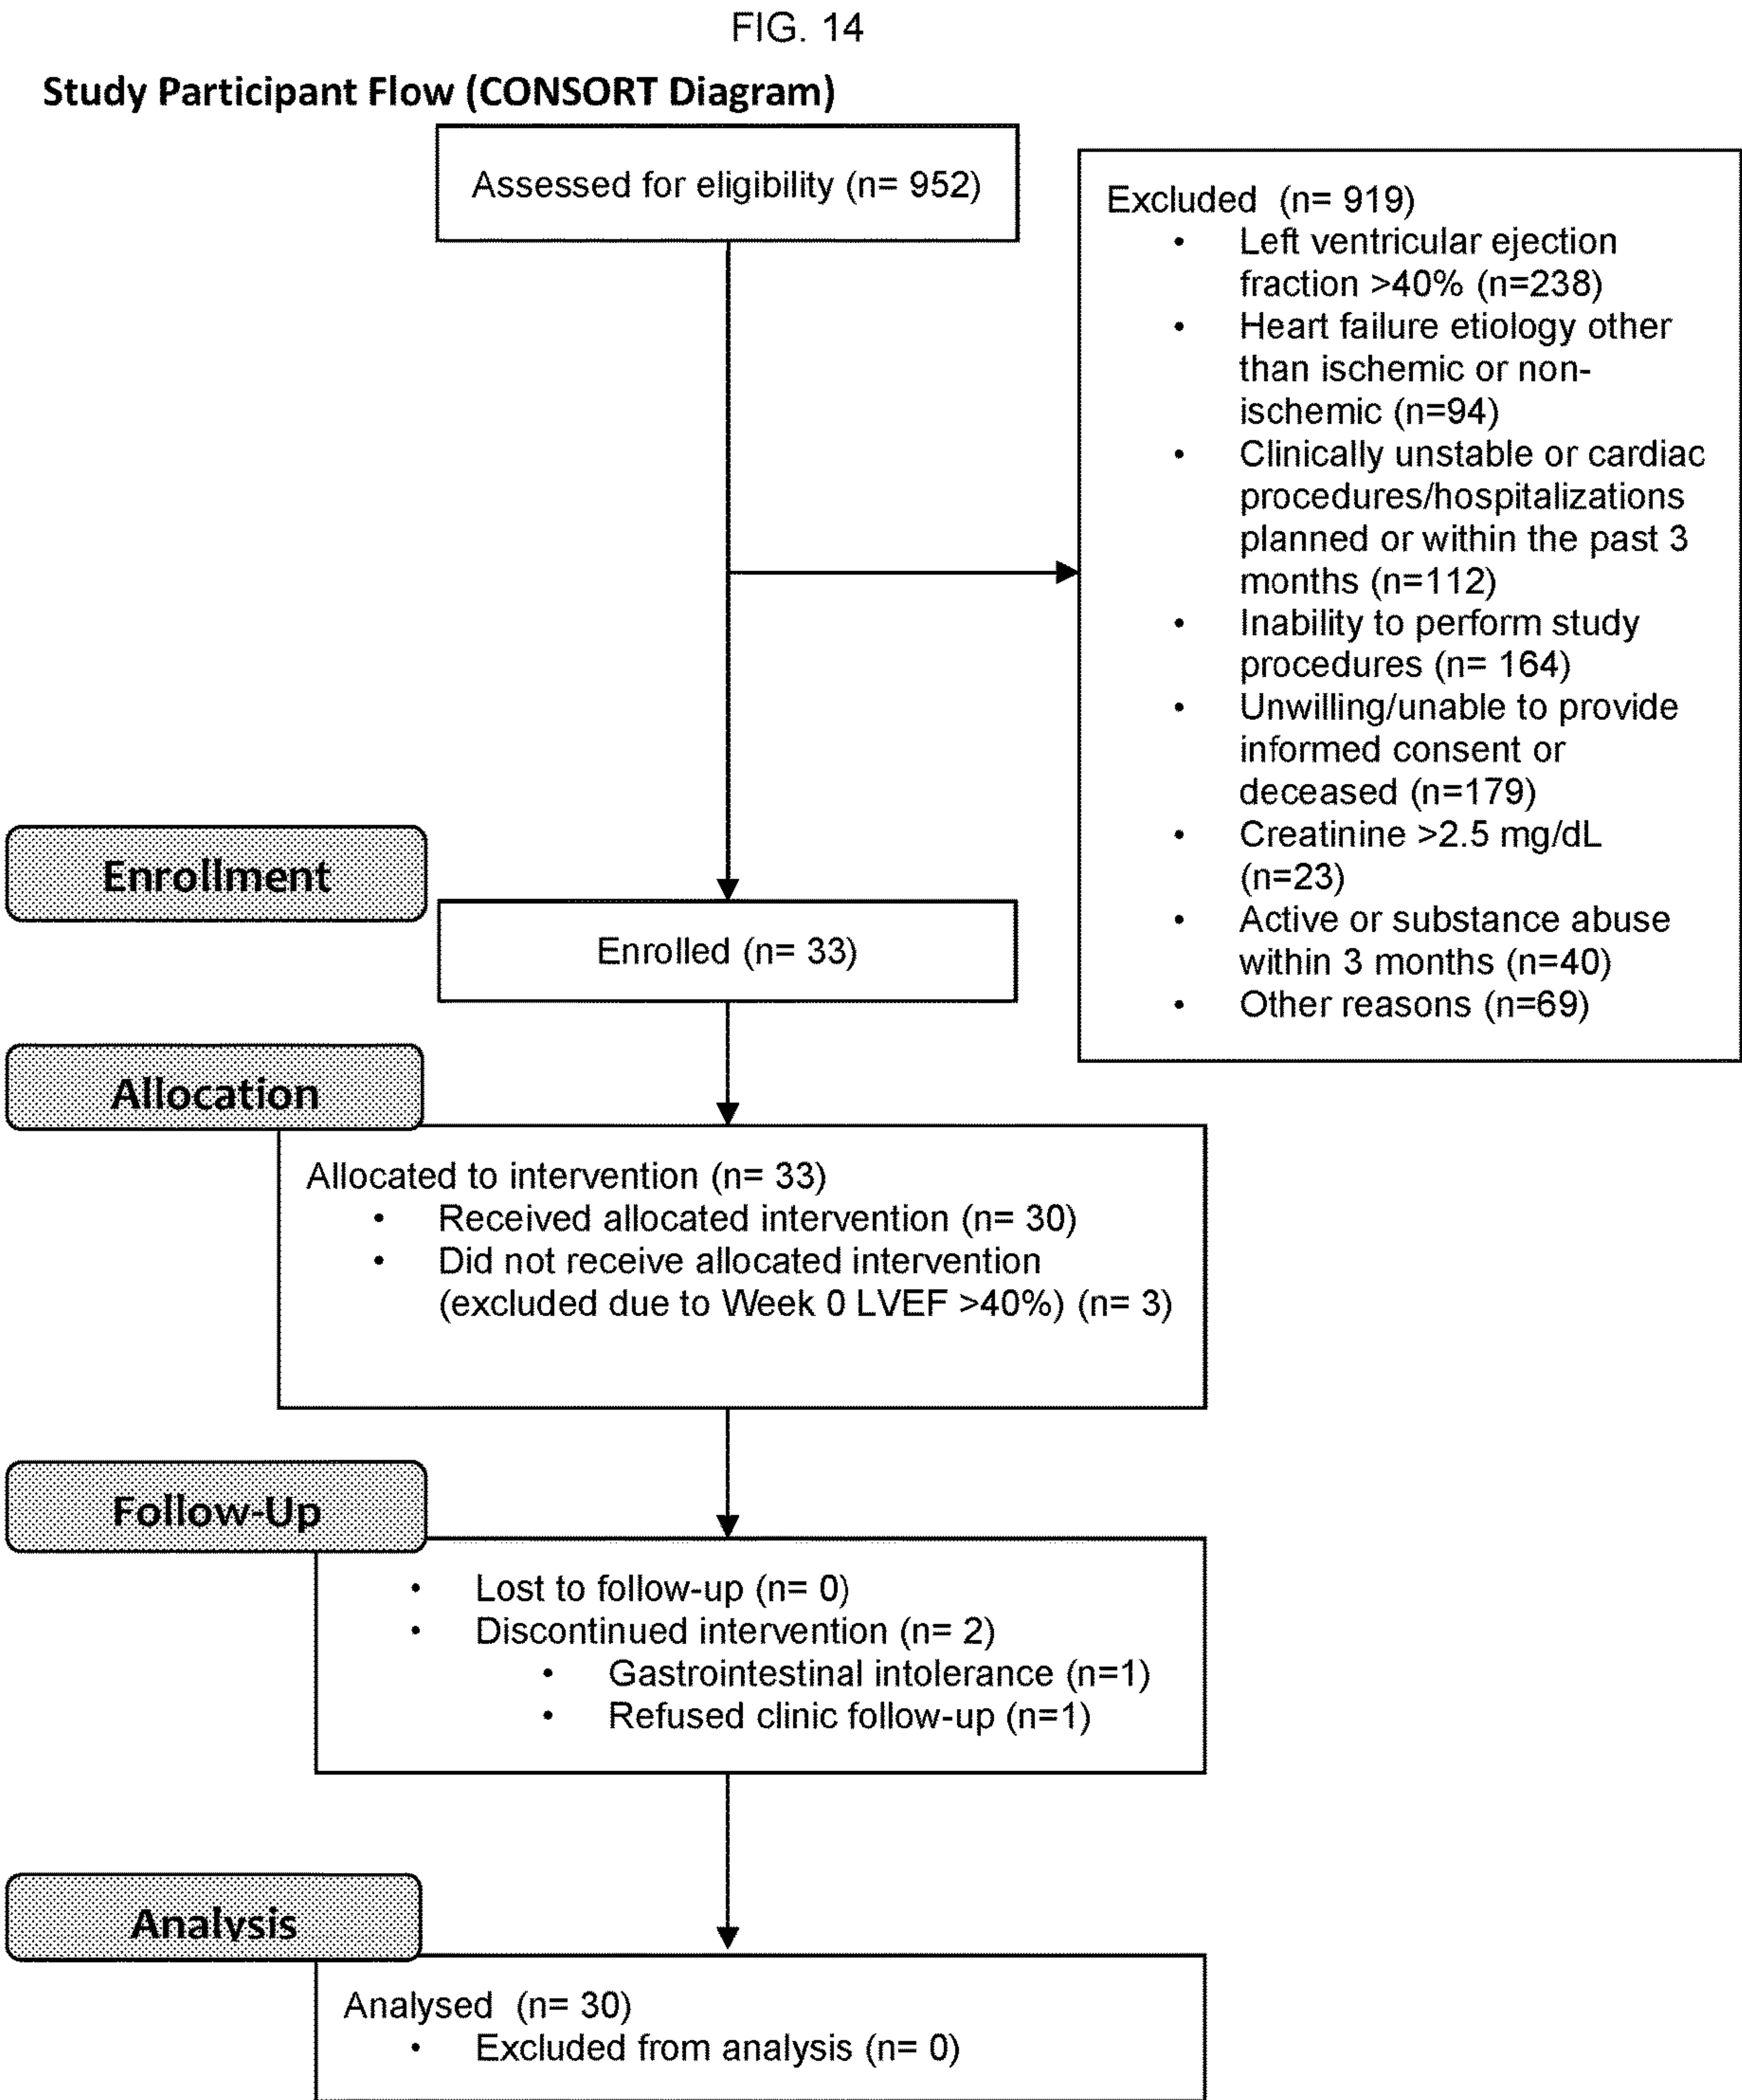 FIG. 14
Study Participant Flow (CONSORT Diagram)
Assessed for eligibility (n= 952)
Excluded (n= 919)
• Left ventricular ejection
fraction >40% (n=238)
• Heart failure etiology other
than ischemic or non-
ischemic (n=94)
• Clinically unstable or cardiac
procedures/hospitalizations
planned or within the past 3
months (n=112)
• Inability to perform study
procedures (n= 164)
• Unwilling/unable to provide
informed consent or
deceased (n=179)
• Creatinine >2.5 mg/dL
(n=23)
• Active or substance abuse
within 3 months (n=40)
• Other reasons (n=69)
Enrollment
Enrolled (n= 33)
Allocation
Allocated to intervention (n= 33)
• Received allocated intervention (n= 30)
• Did not receive allocated intervention
(excluded due to Week 0 LVEF >40%) (n= 3)
Follow-Up
• Lost to follow-up (n= 0)
• Discontinued intervention (n= 2)
• Gastrointestinal intolerance (n=1)
• Refused clinic follow-up (n=1)
Analysis
Analysed (n= 30)
• Excluded from analysis (n= 0)